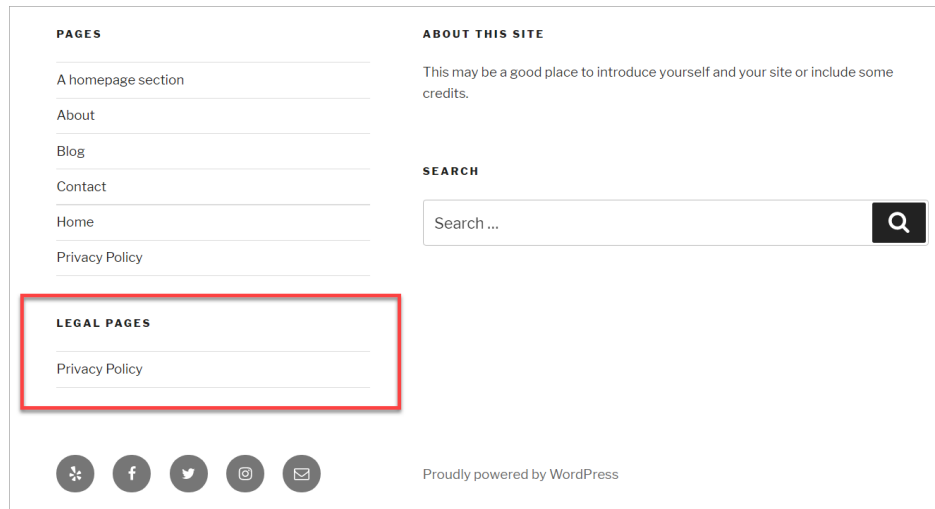 PAGES
A homepage section
About
Blog
Contact
Home
Privacy Policy
LEGAL PAGES
Privacy Policy
ABOUT THIS SITE
This may be a good place to introduce yourself and your site or include some
credits.
SEARCH
Search …
Proudly powered by WordPress